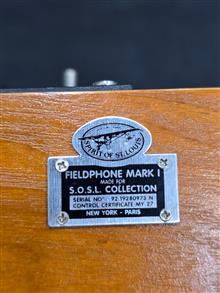 SPIRIT OF ST. LOUIS
FIELDPHONE MARK I
MADE FOR
S.O.S.L. COLLECTION
SERIAL NO: 92 19280973 N
CONTROL CERTIFICATE MY 27
NEW YORK - PARIS